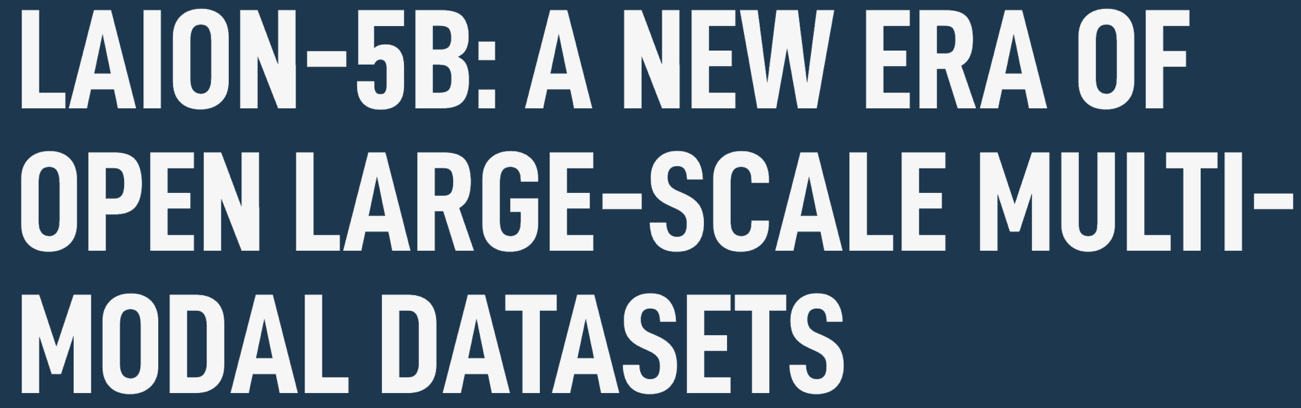 LAION-5B: A NEW ERA OF
OPEN LARGE-SCALE MULTI-
MODAL DATASETS